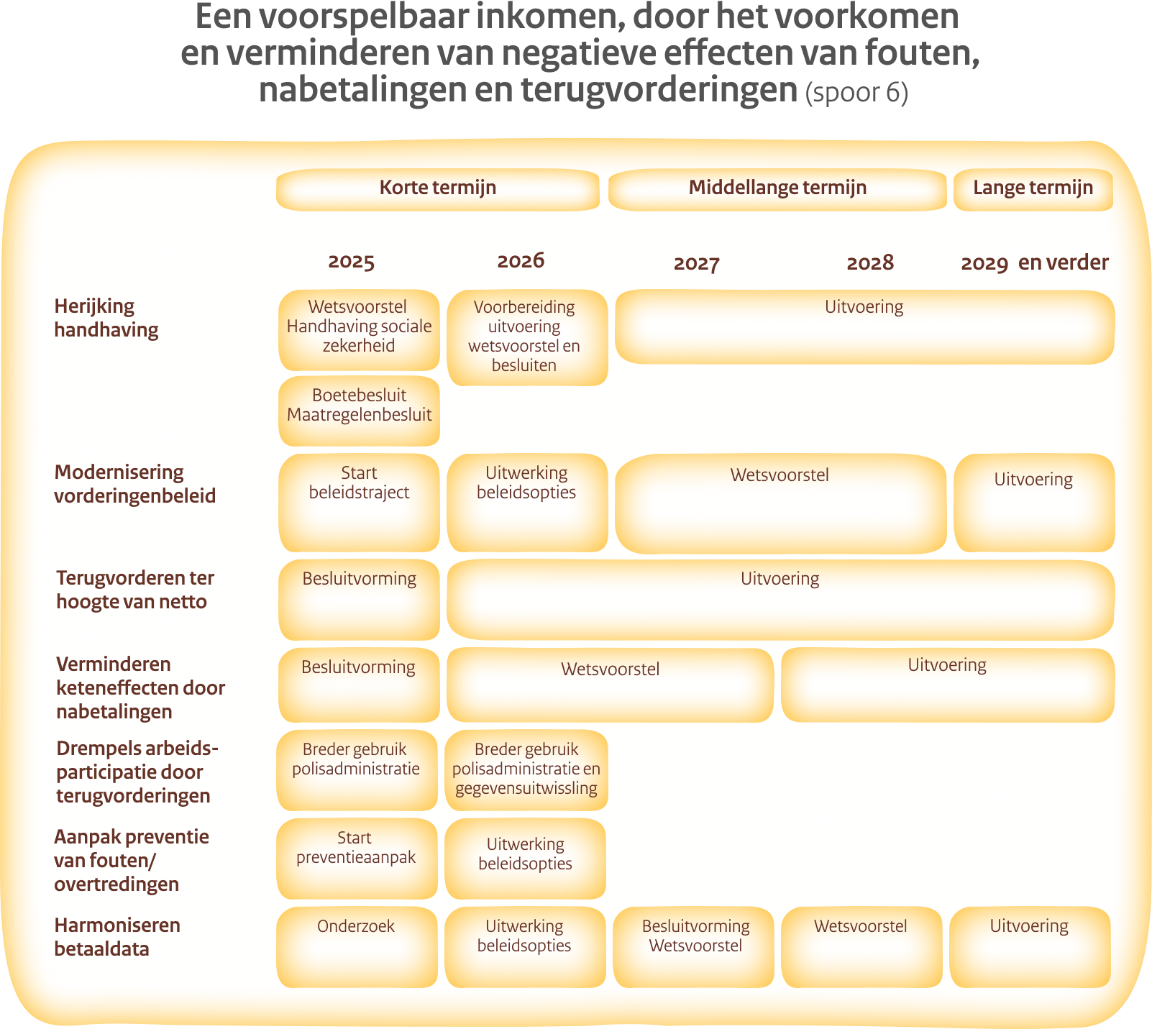 Een voorspelbaar inkomen, door het voorkomen
en verminderen van negatieve effecten van fouten,
nabetalingen en terugvorderingen (spoor 6)
Korte termijn
Middellange termijn
Lange termijn
2025
2026
2027
2028
2029 en verder
Herijking
handhaving
Wetsvoorstel
Handhaving sociale
zekerheid
Voorbereiding
uitvoering
wetsvoorstel en
besluiten
Uitvoering
Boetebesluit
Maatregelenbesluit
Modernisering
vorderingenbeleid
Start
beleidstraject
Uitwerking
beleidsopties
Wetsvoorstel
Uitvoering
Terugvorderen ter
hoogte van netto
Besluitvorming
Uitvoering
Verminderen
keteneffecten door
nabetalingen
Besluitvorming
Wetsvoorstel
Uitvoering
Drempels arbeids-
participatie door
terugvorderingen
Breder gebruik
polisadministratie
Breder gebruik
polisadministratie en
gegevensuitwissling
Aanpak preventie
van fouten/
overtredingen
Start
preventieaanpak
Uitwerking
beleidsopties
Harmoniseren
betaaldata
Onderzoek
Uitwerking
beleidsopties
Besluitvorming
Wetsvoorstel
Wetsvoorstel
Uitvoering